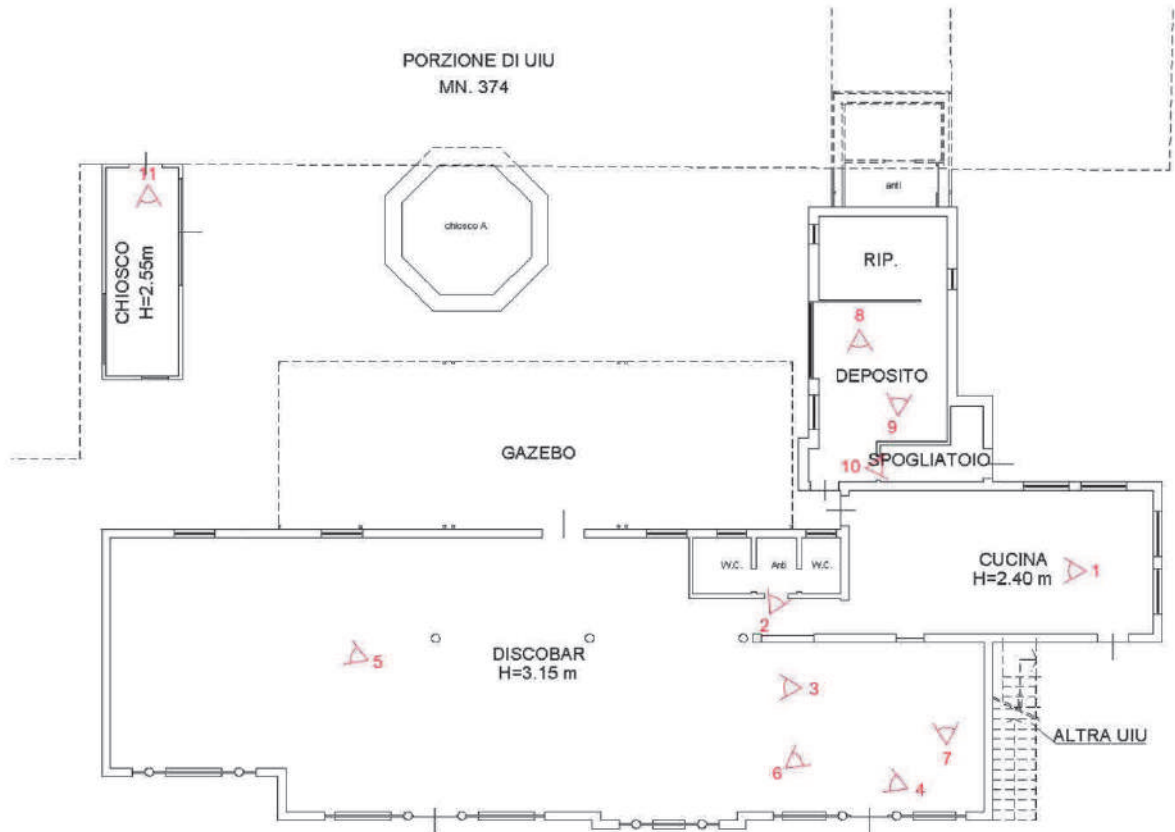 PORZIONE DI UIU
MN. 374
11
CHIOSCO
H=2.55m
chiosco A
anti
RIP.
8
DEPOSITO
9
GAZEBO
10
SPOGLIATOIO
W.C.
Anti
W.C.
CUCINA
H=2.40 m
1
2
5
DISCOBAR
H=3.15 m
3
7
ALTRA UIU
6
4